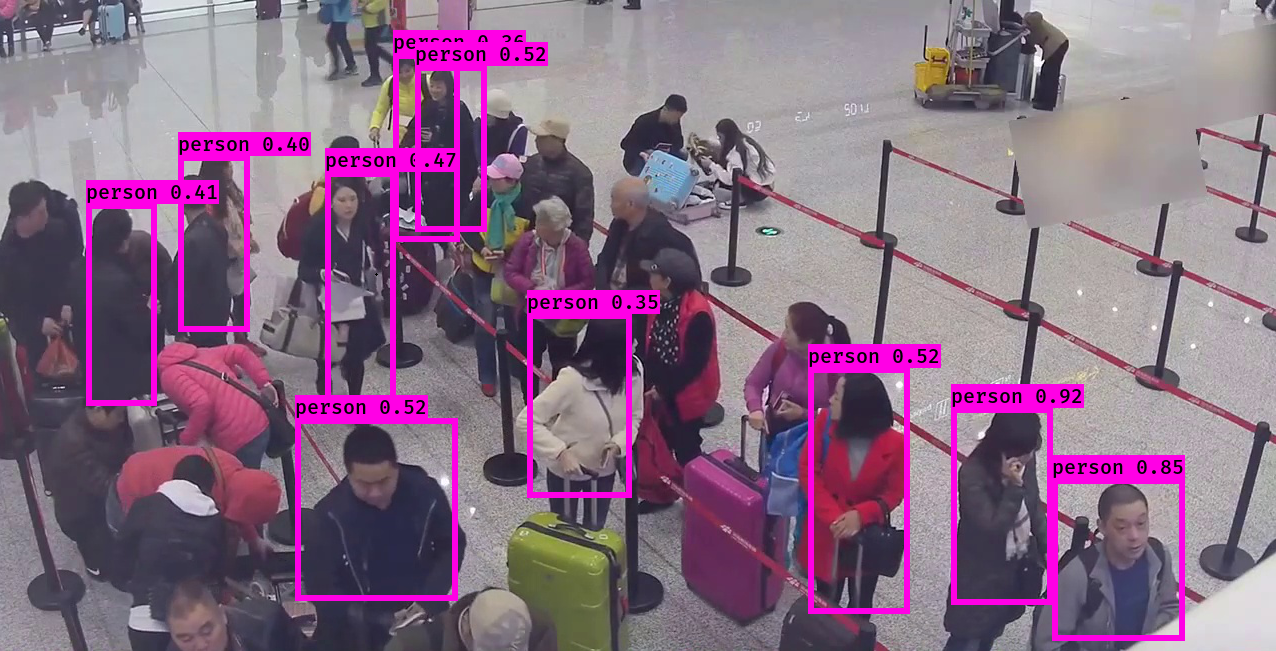 person 0.36
person 0.52
person 0.40
person 0.47
person 0.41
person 0.35
person 0.52
person 0.92
person 0.52
person 0.85